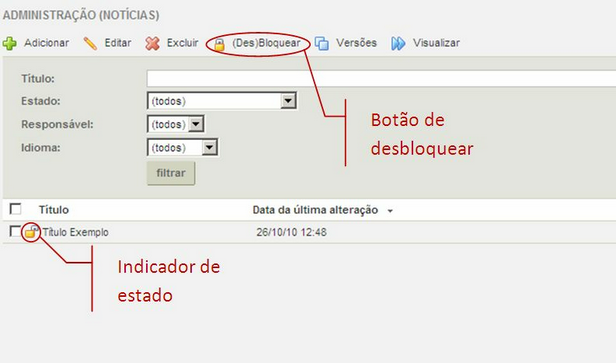 ADMINISTRAÇÃO (NOTÍCIAS)
Adicionar Editar Excluir (Des)Bloquear Versões Visualizar
Título:
Estado: (todos)
Responsável: (todos)
Idioma: (todos)
filtrar
Botão de
desbloquear
Título Data da última alteração
Título Exemplo 26/10/10 12:48
Indicador de
estado